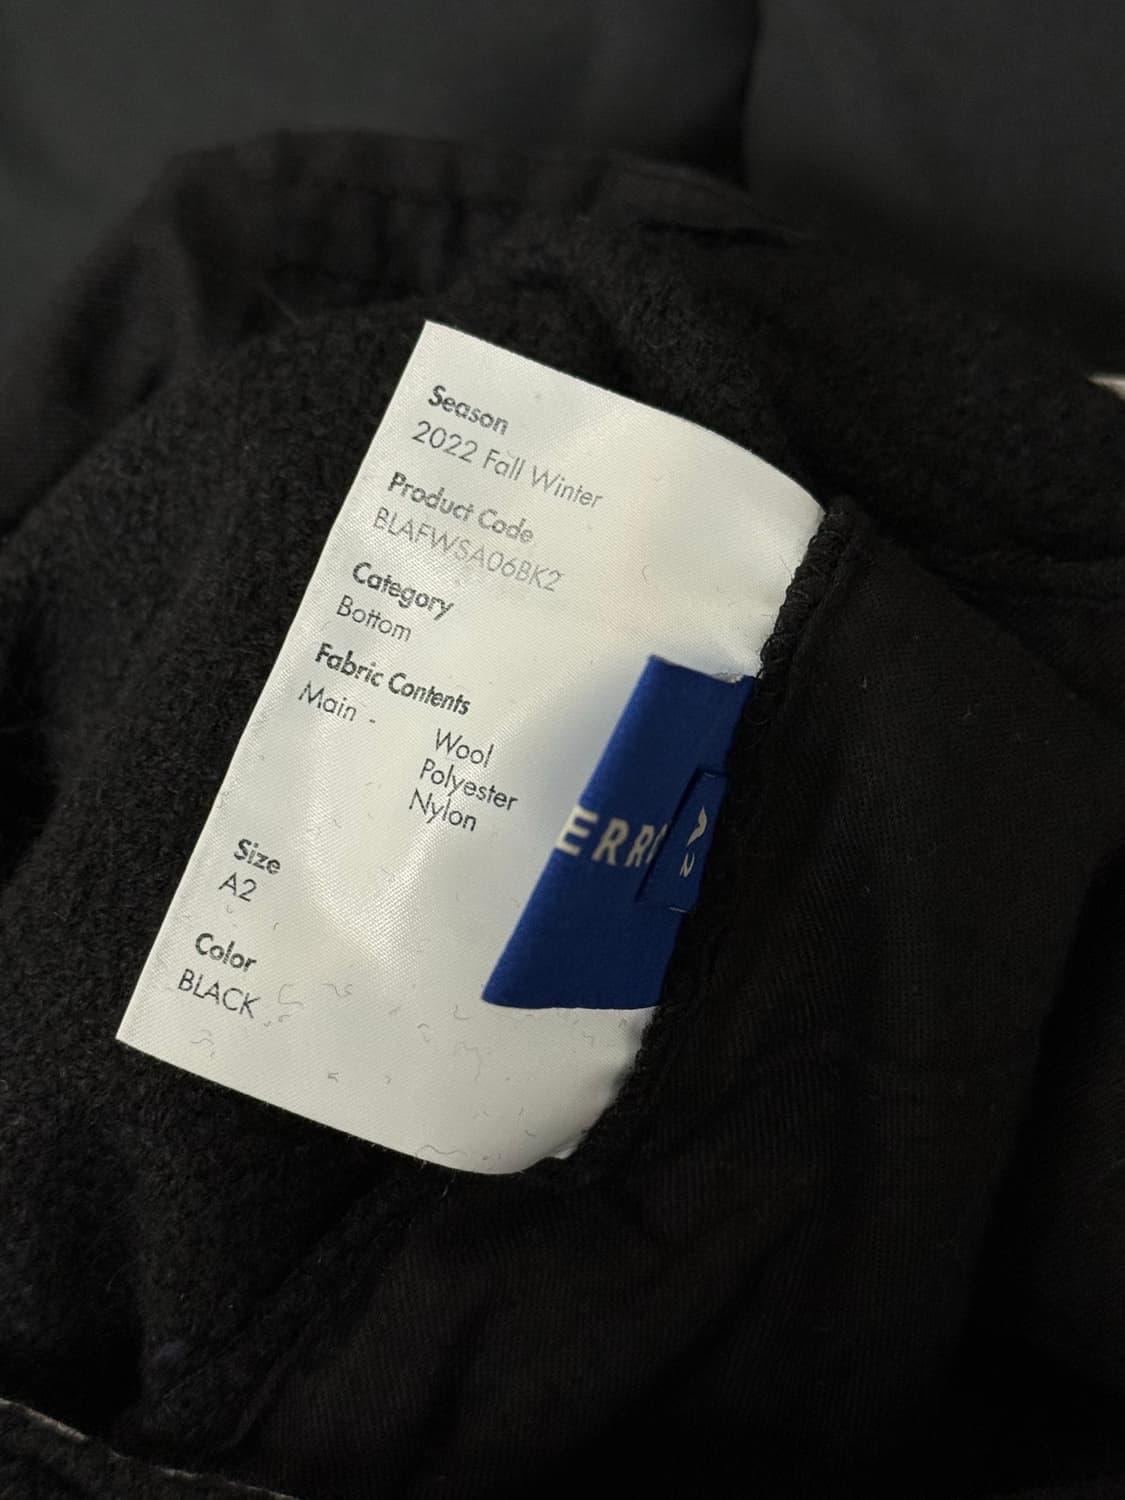 Season
2022 Fall Winter
Product Code
BLAFWSA06BK2
Category
Bottom
Fabric Contents
Main -
Wool
Polyester
Nylon
Size
A2
Color
BLACK
ERR
A2